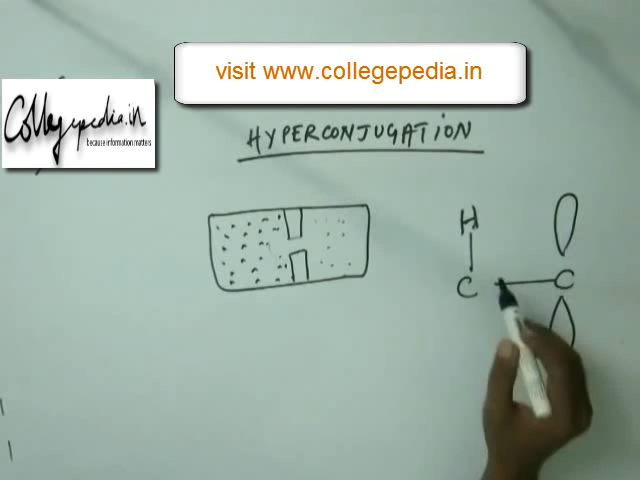 visit www.collegepedia.in
Collegepedia.in
because information matters
HYPERCONJUGATION
H
C
C